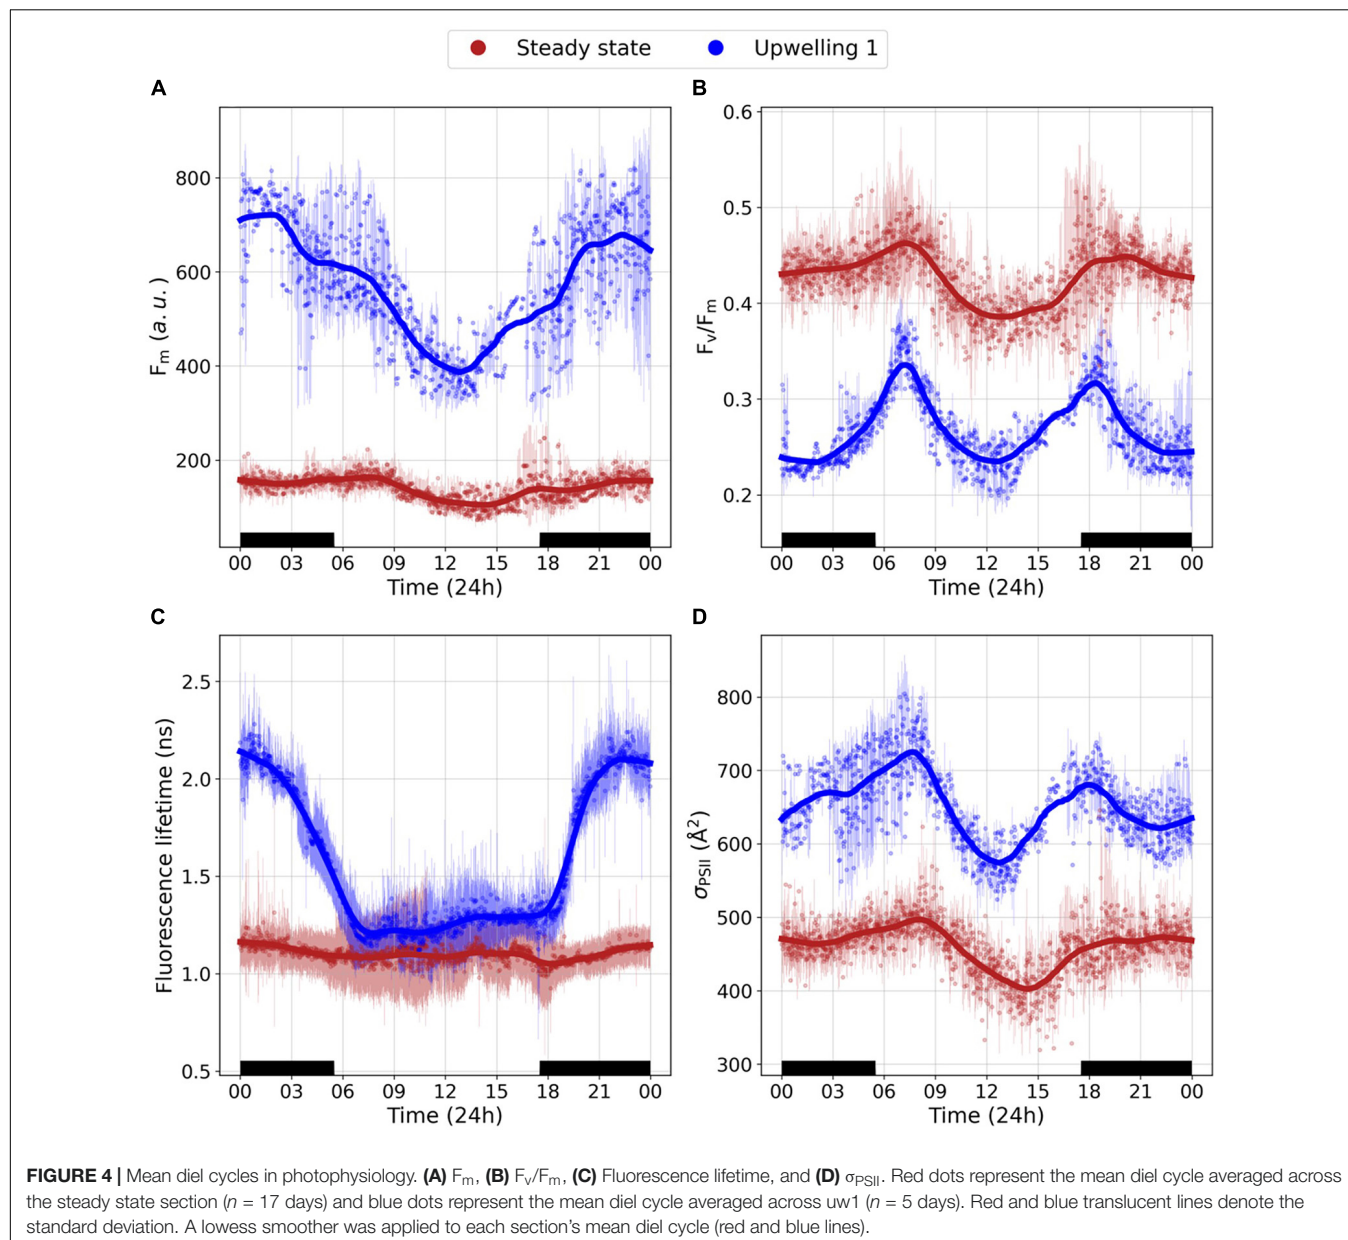 Steady state
Upwelling 1
A
B
800
600
400
200
Fₘ (a. u.)
00 03 06 09 12 15 18 21 00
Time (24h)
0.6
0.5
0.4
0.3
0.2
Fᵥ/Fₘ
00 03 06 09 12 15 18 21 00
Time (24h)
C
D
2.5
2.0
1.5
1.0
0.5
Fluorescence lifetime (ns)
00 03 06 09 12 15 18 21 00
Time (24h)
800
700
600
500
400
300
σPSII (Å²)
00 03 06 09 12 15 18 21 00
Time (24h)
FIGURE 4 | Mean diel cycles in photophysiology. (A) Fₘ, (B) Fᵥ/Fₘ, (C) Fluorescence lifetime, and (D) σPSII. Red dots represent the mean diel cycle averaged across
the steady state section (n = 17 days) and blue dots represent the mean diel cycle averaged across uw1 (n = 5 days). Red and blue translucent lines denote the
standard deviation. A lowess smoother was applied to each section's mean diel cycle (red and blue lines).